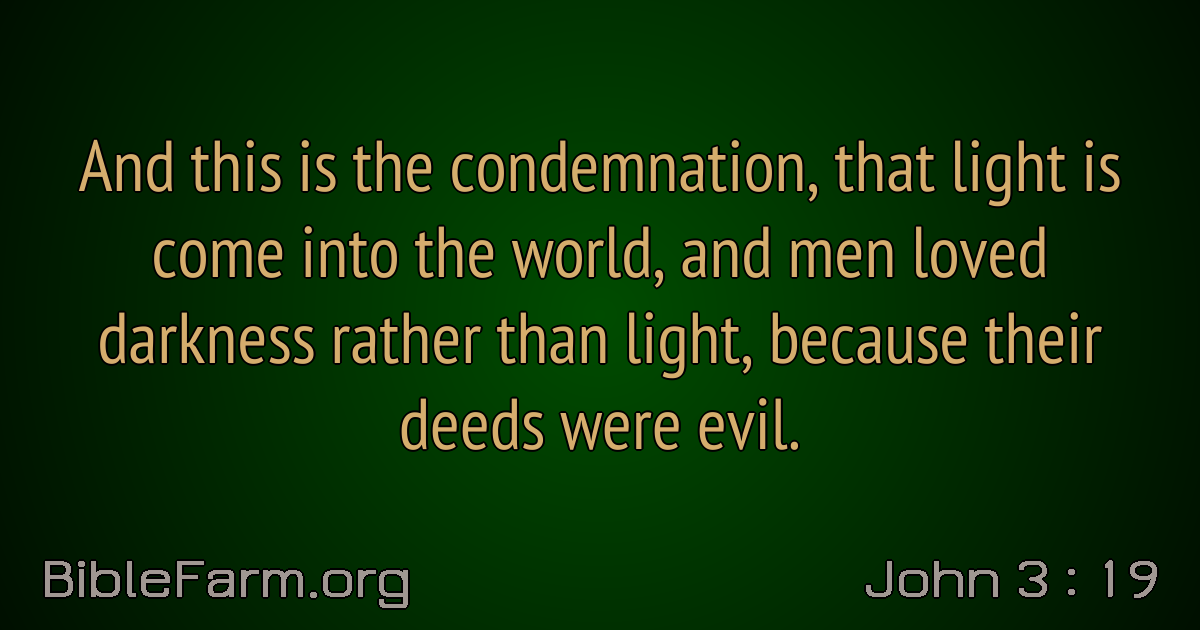 And this is the condemnation, that light is
come into the world, and men loved
darkness rather than light, because their
deeds were evil.
BibleFarm.org
John 3 : 19